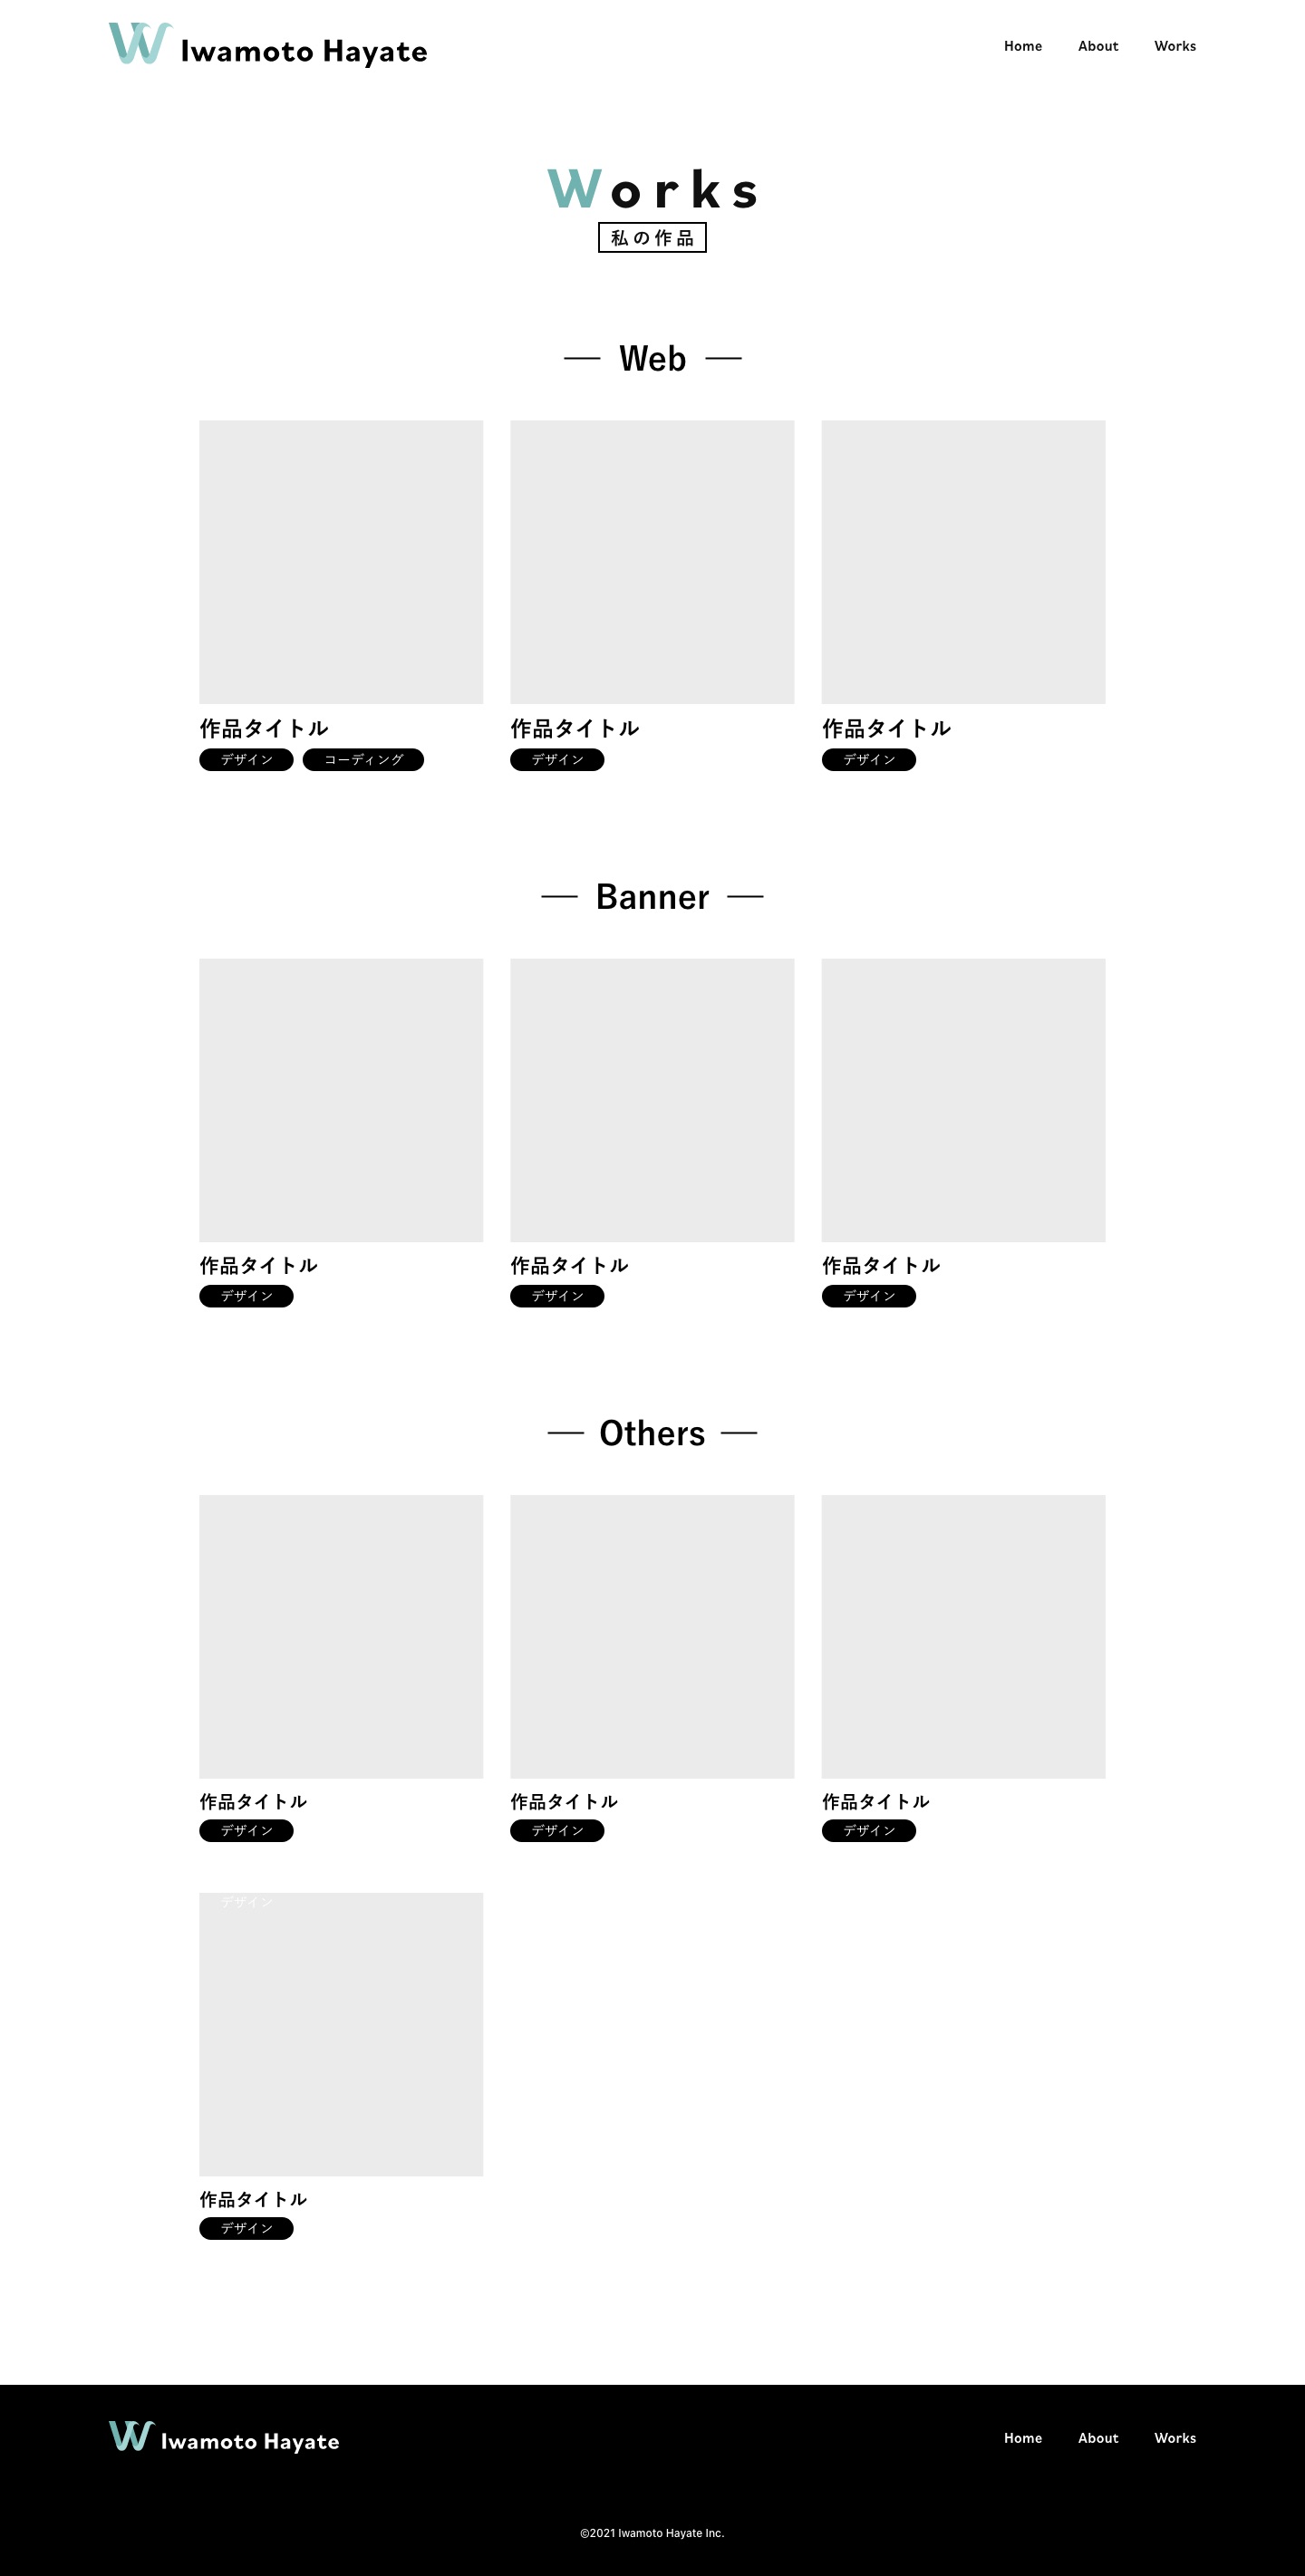 Iwamoto Hayate
Home About Works
Works
私の作品
Web
作品タイトル 作品タイトル 作品タイトル
デザイン コーディング デザイン デザイン
Banner
作品タイトル 作品タイトル 作品タイトル
デザイン デザイン デザイン
Others
作品タイトル 作品タイトル 作品タイトル
デザイン デザイン デザイン
デザイン
作品タイトル
デザイン
Iwamoto Hayate
Home About Works
©2021 Iwamoto Hayate Inc.